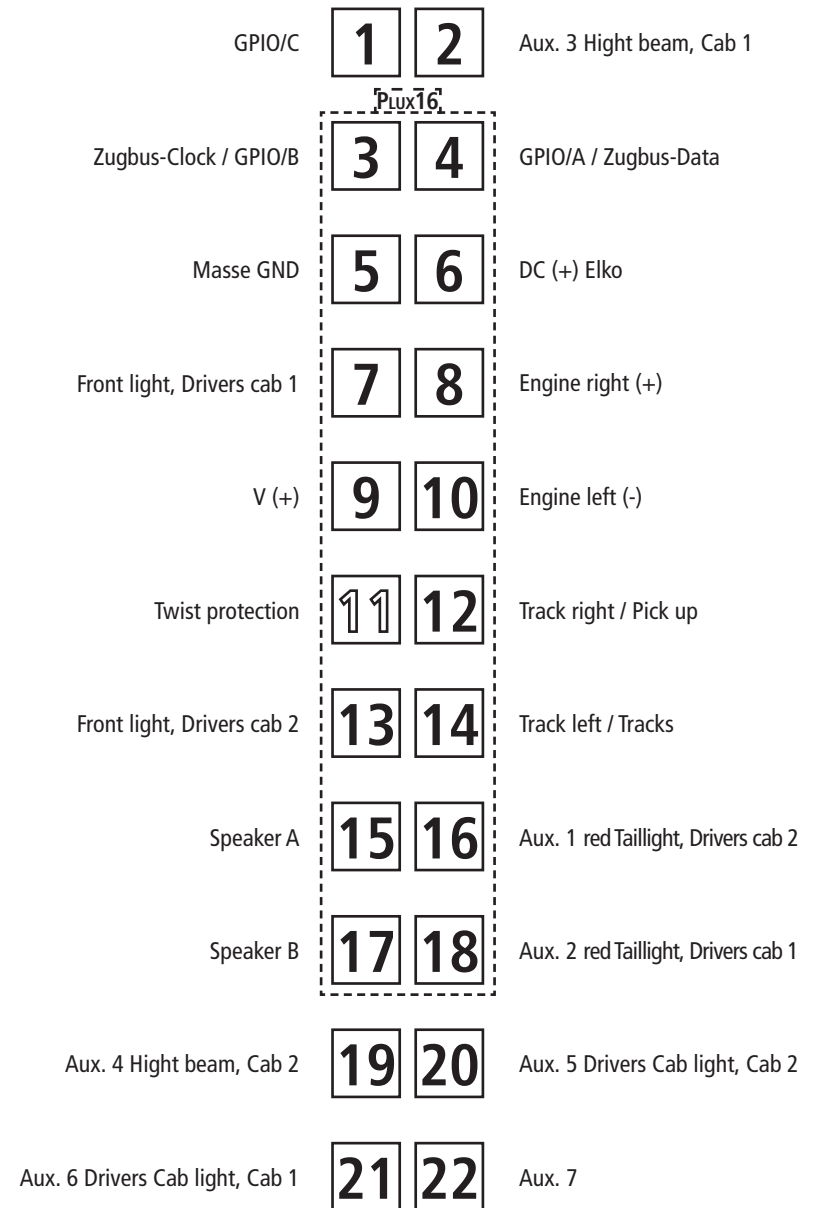 GPIO/C 1 2 Aux. 3 Hight beam, Cab 1
PLUX16
Zugbus-Clock / GPIO/B 3 4 GPIO/A / Zugbus-Data
Masse GND 5 6 DC (+) Elko
Front light, Drivers cab 1 7 8 Engine right (+)
V (+) 9 10 Engine left (-)
Twist protection 11 12 Track right / Pick up
Front light, Drivers cab 2 13 14 Track left / Tracks
Speaker A 15 16 Aux. 1 red Taillight, Drivers cab 2
Speaker B 17 18 Aux. 2 red Taillight, Drivers cab 1
Aux. 4 Hight beam, Cab 2 19 20 Aux. 5 Drivers Cab light, Cab 2
Aux. 6 Drivers Cab light, Cab 1 21 22 Aux. 7